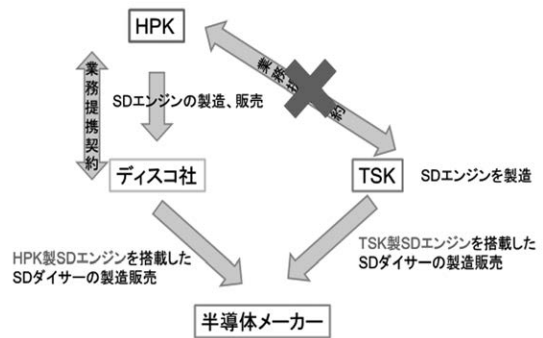 HPK
業務提携契約
SDエンジンの製造、販売
業務
約
ディスコ社
TSK
SDエンジンを製造
HPK製SDエンジンを搭載した
SDダイサーの製造販売
TSK製SDエンジンを搭載した
SDダイサーの製造販売
半導体メーカー